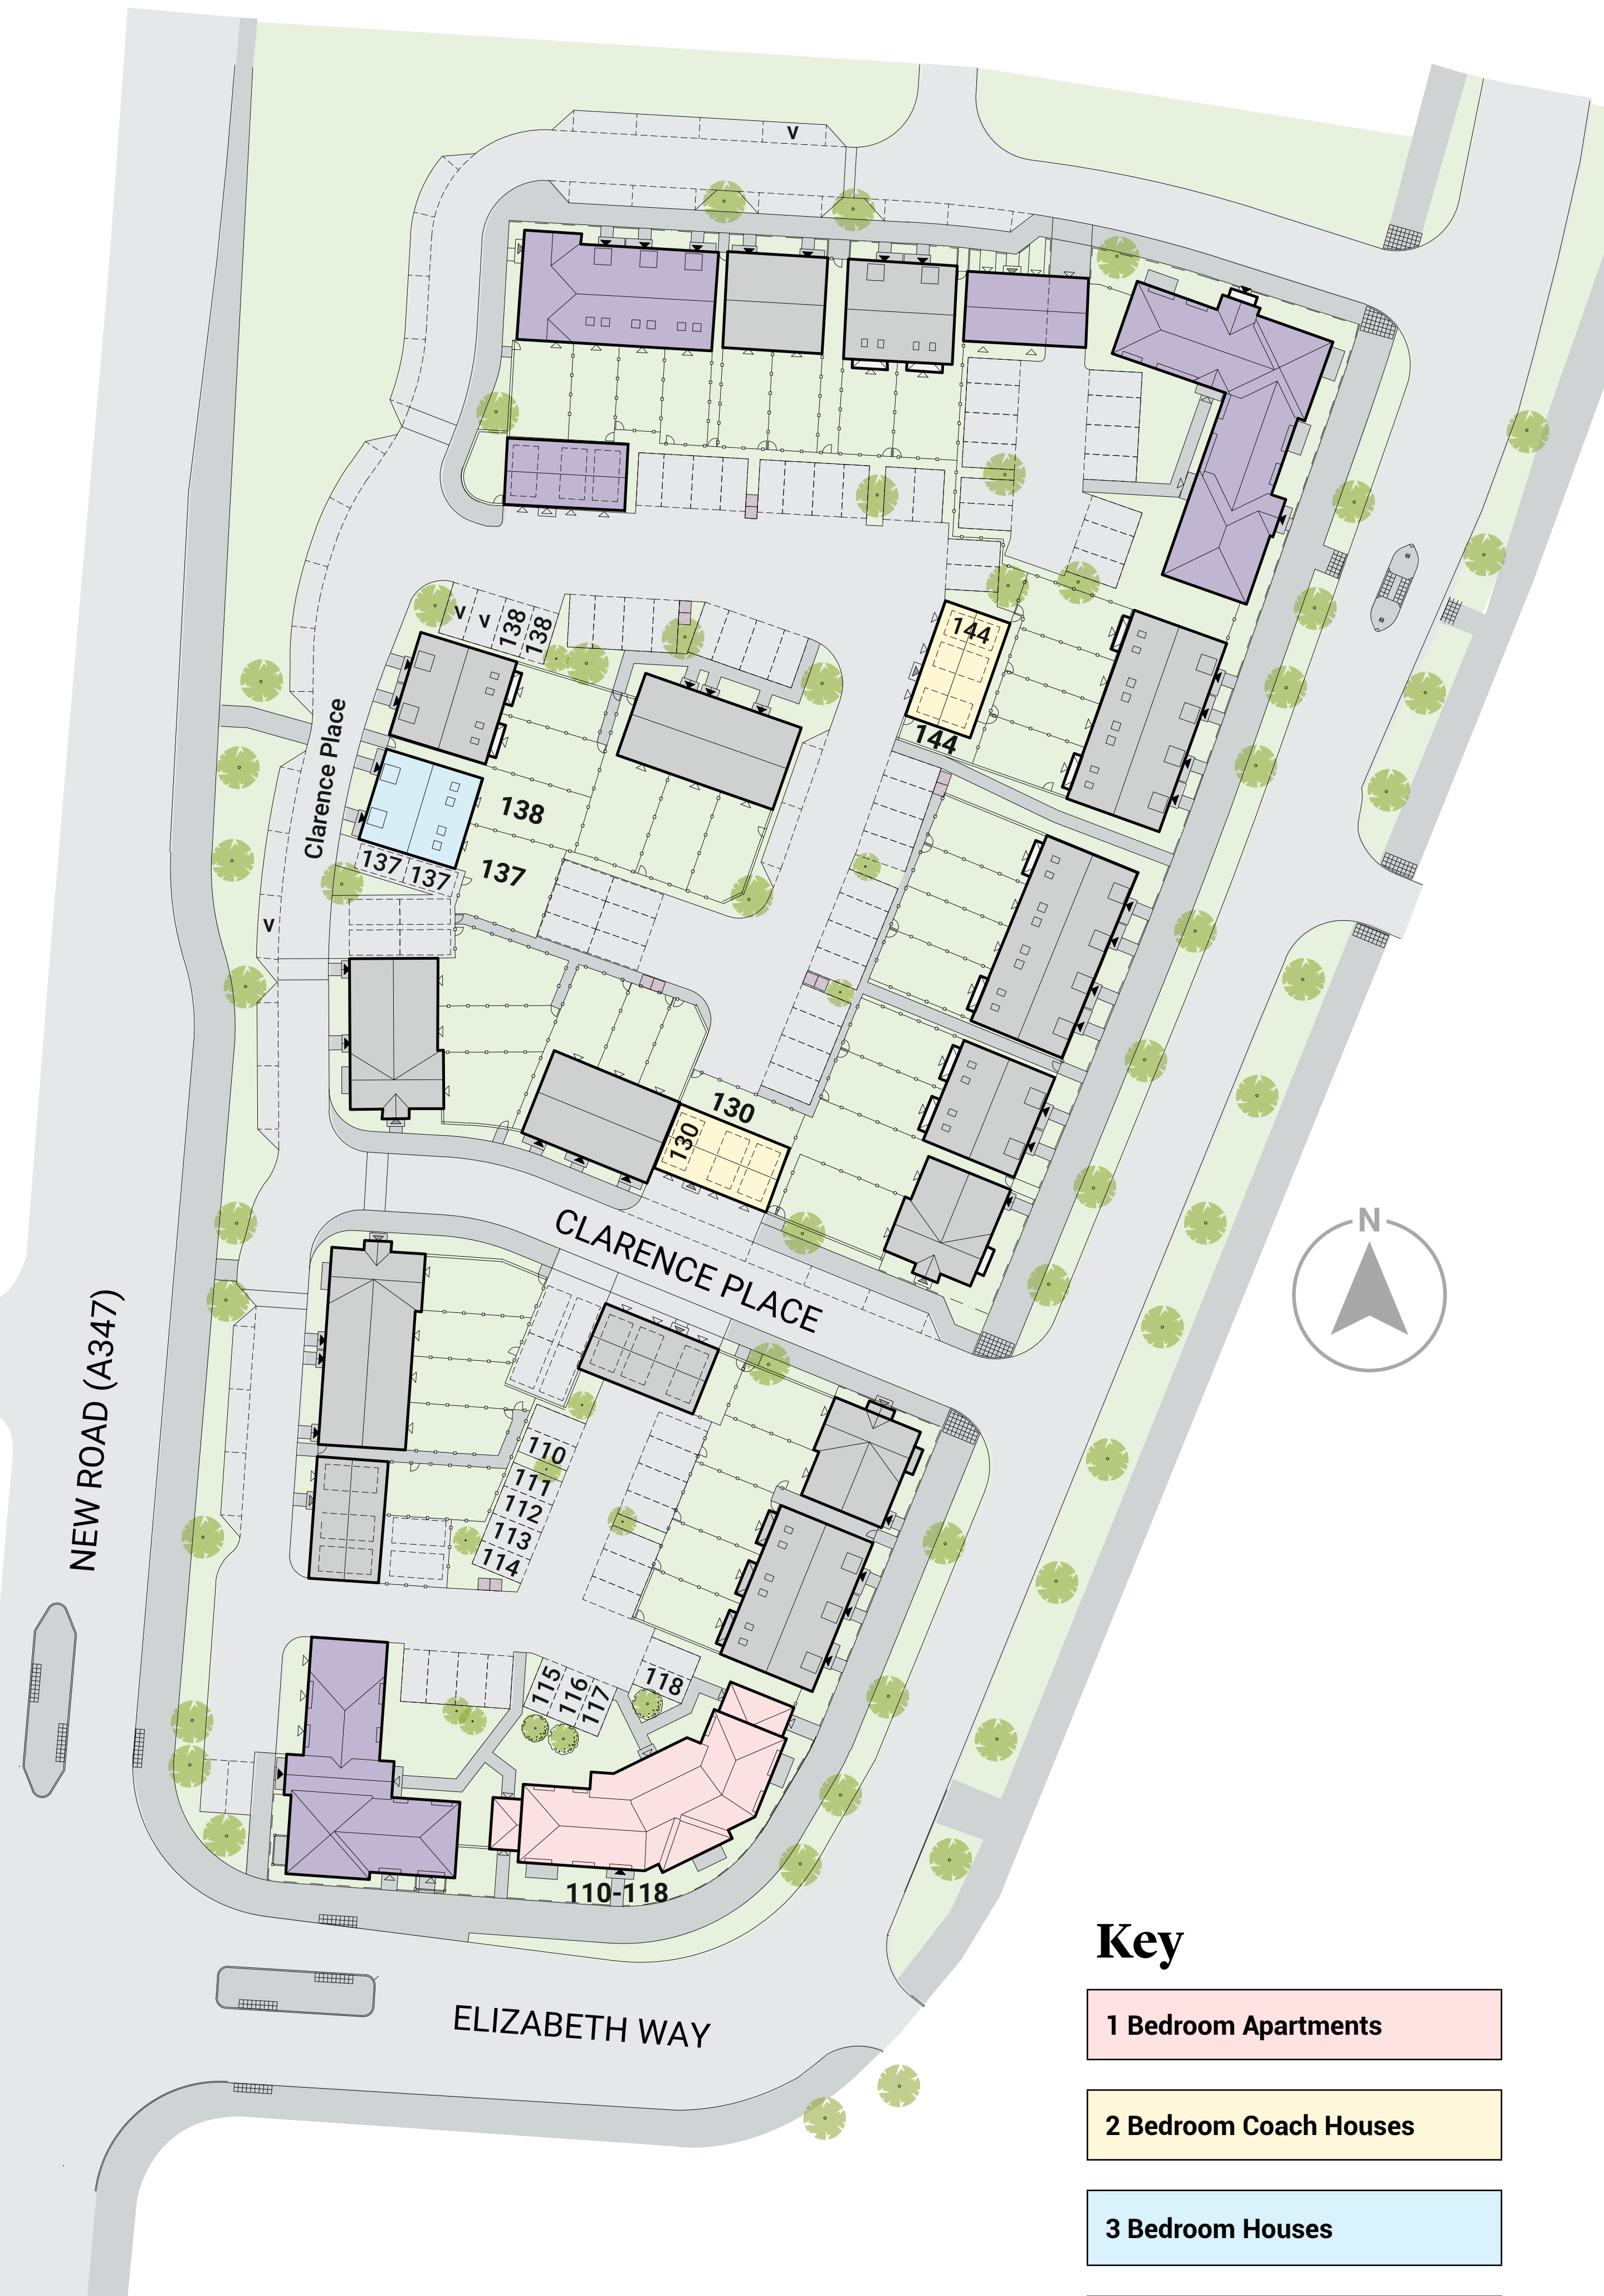 V
V
V
138
138
144
144
Clarence Place
138
137
137
137
V
130
130
CLARENCE PLACE
N
NEW ROAD (A347)
110
111
112
113
114
115
116
117
118
110-118
ELIZABETH WAY
Key
1 Bedroom Apartments
2 Bedroom Coach Houses
3 Bedroom Houses